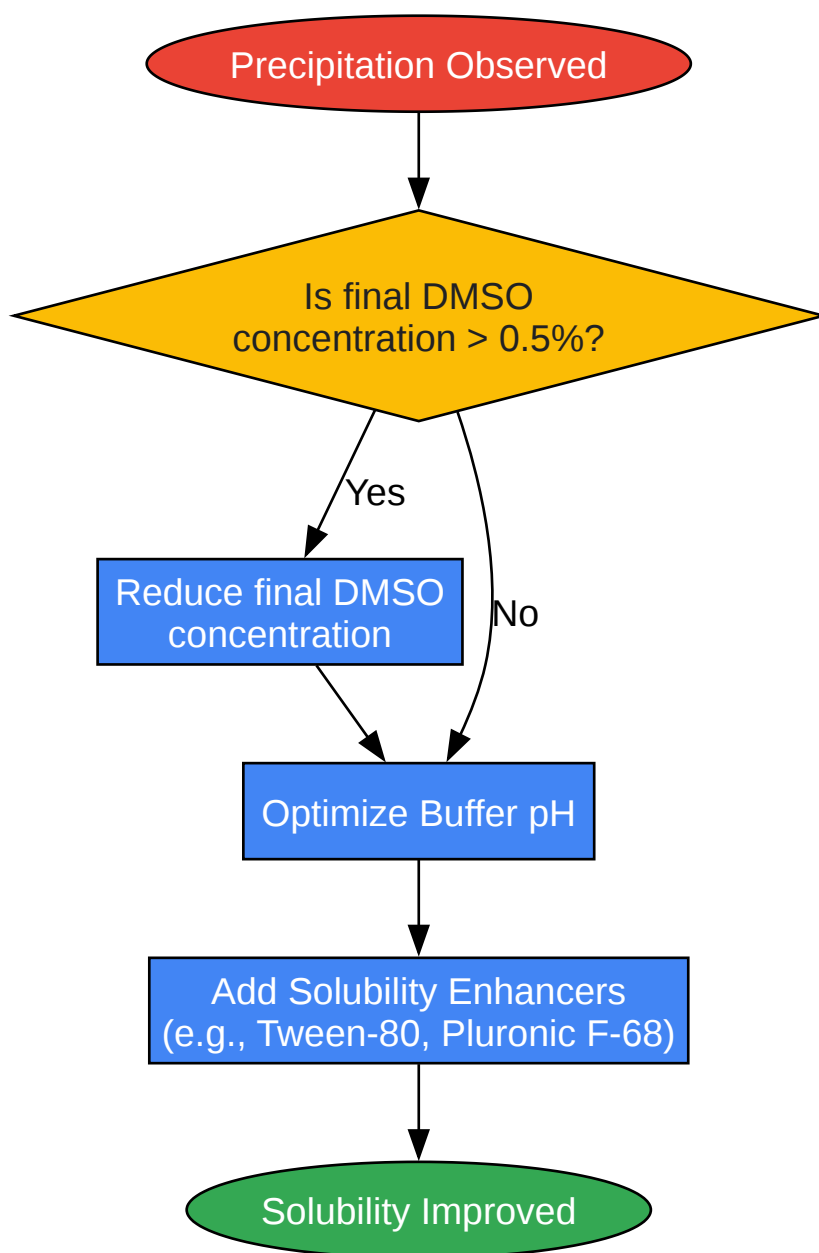 Precipitation Observed
Is final DMSO
concentration > 0.5%?
Yes
Reduce final DMSO
concentration
No
Optimize Buffer pH
Add Solubility Enhancers
(e.g., Tween-80, Pluronic F-68)
Solubility Improved